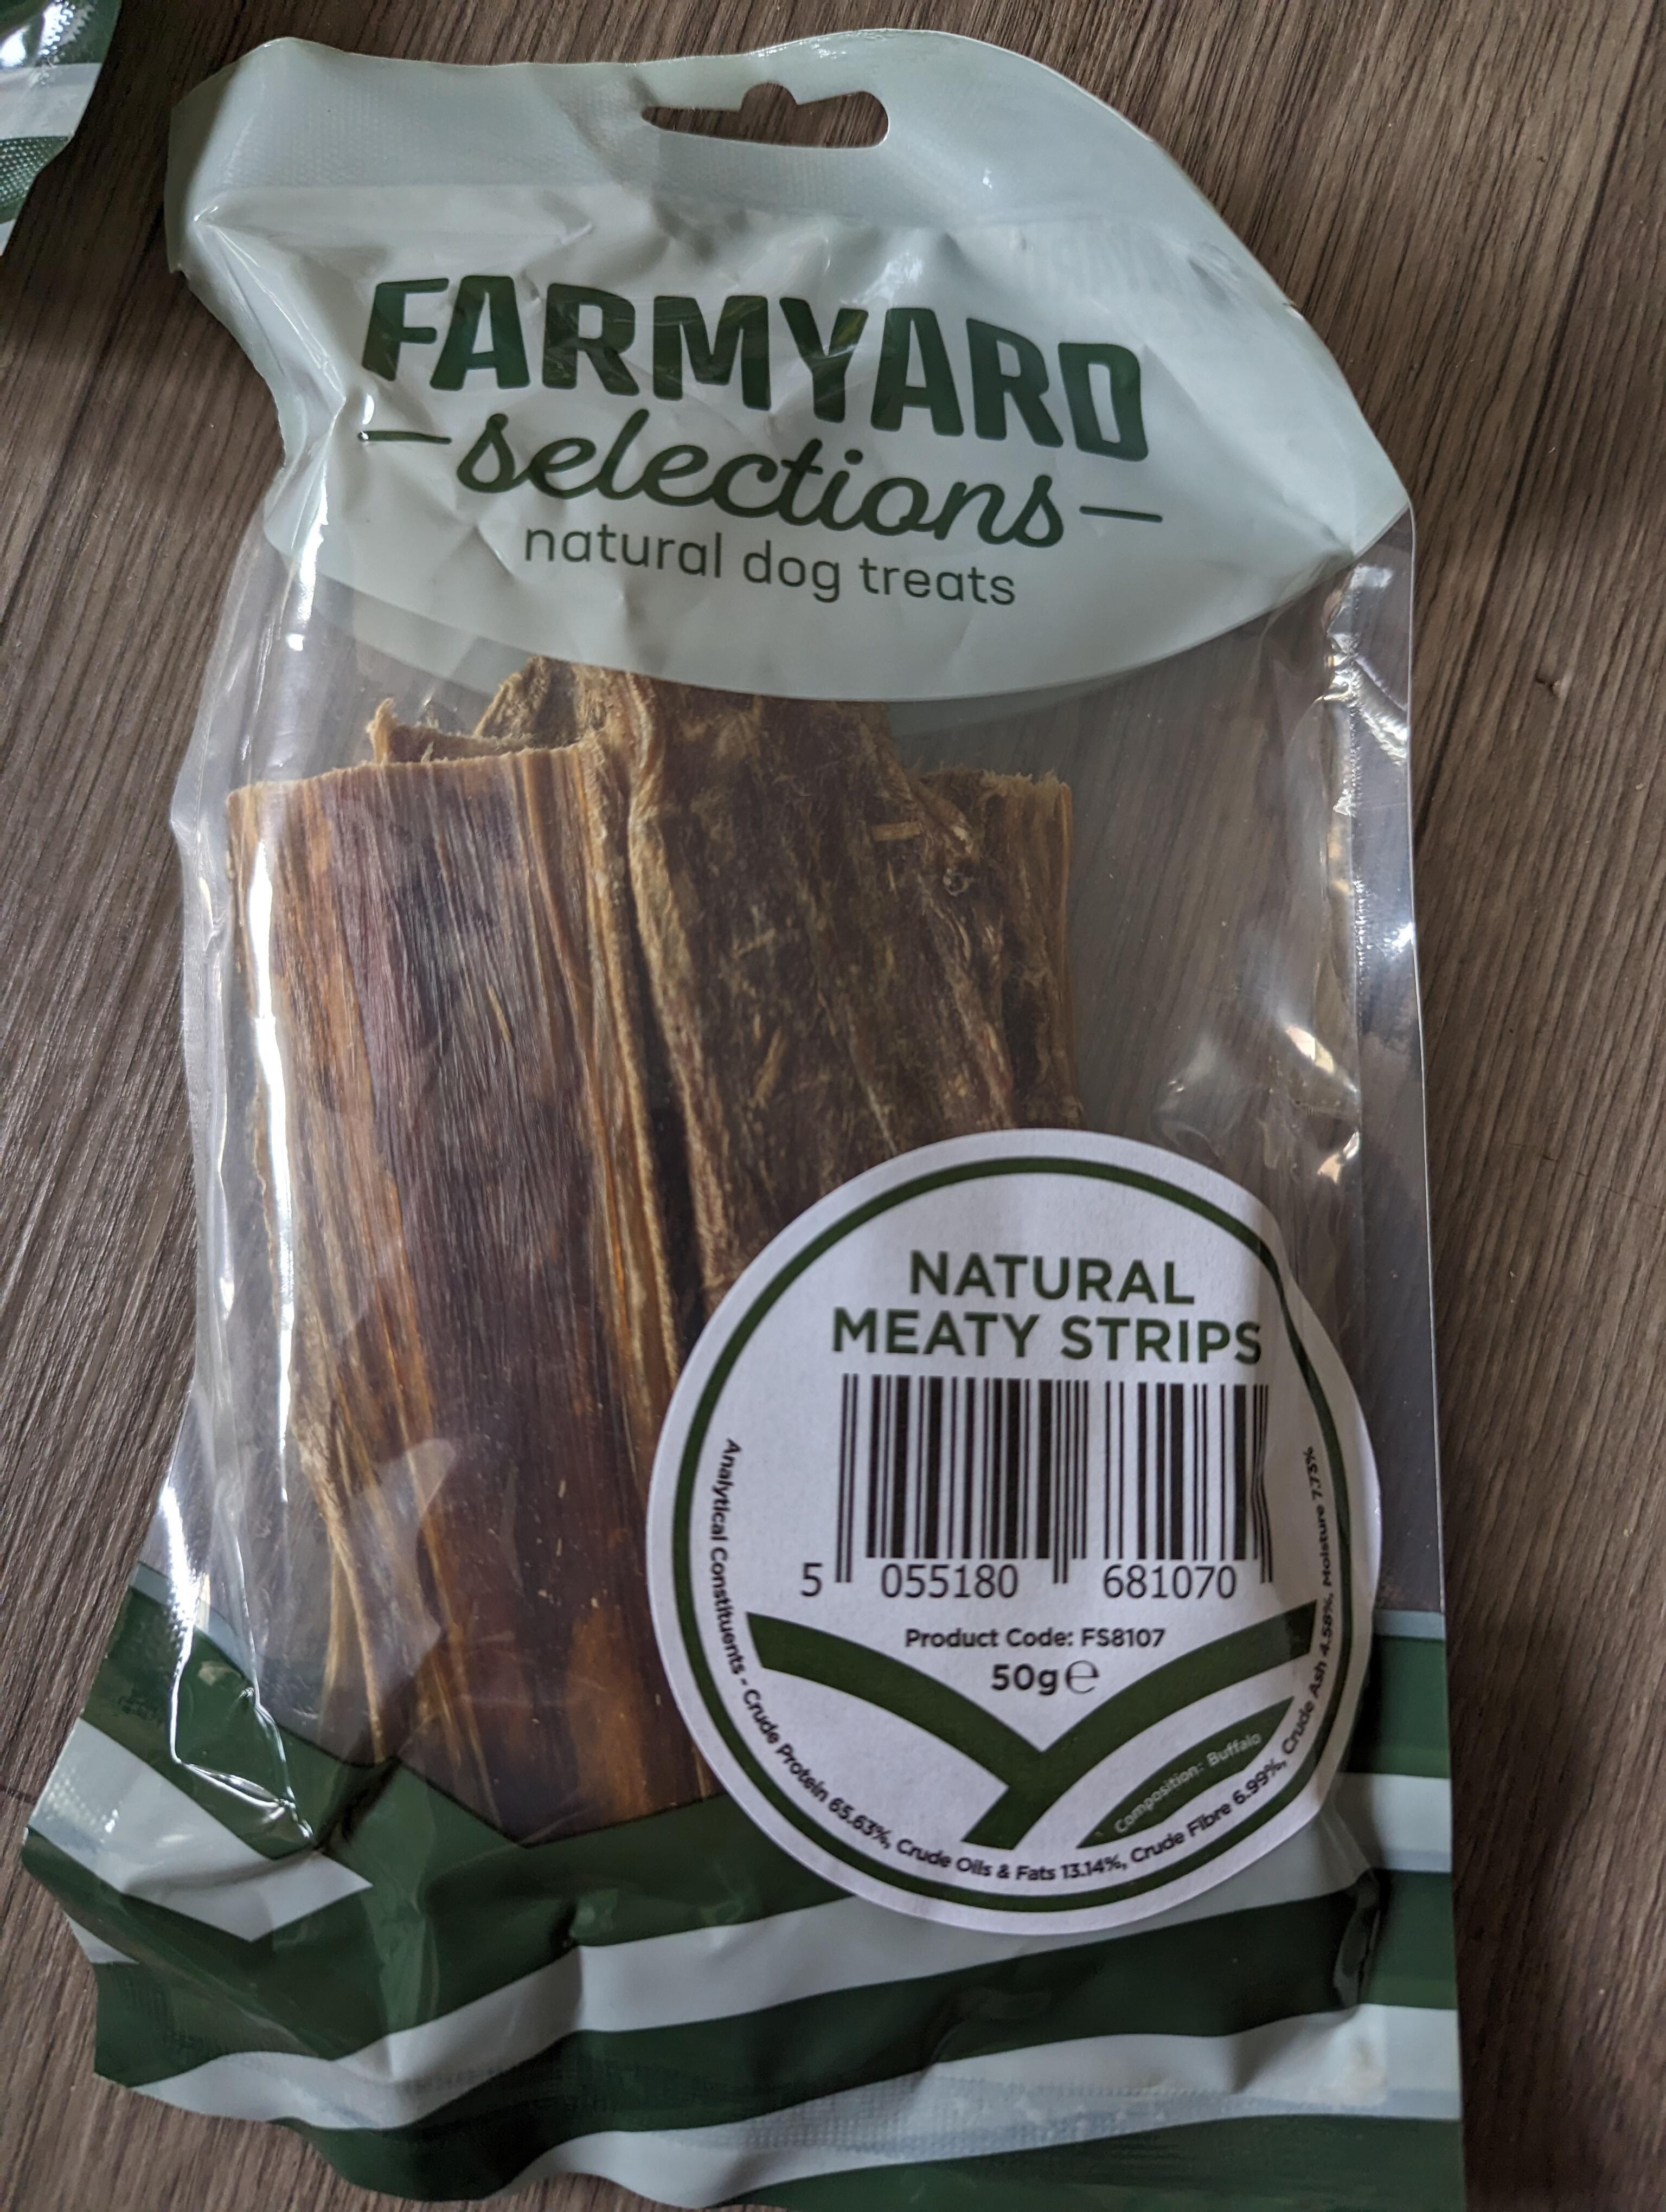 FARMYARD
selections
natural dog treats
NATURAL
MEATY STRIPS
5 055180 681070
Product Code: FS8107
50g℮
Composition: Buffalo
Analytical Constituents - Crude Protein 65.63%, Crude Oils & Fats 13.14%, Crude Fibre 6.99%, Crude Ash 4.58%, Moisture 7.73%